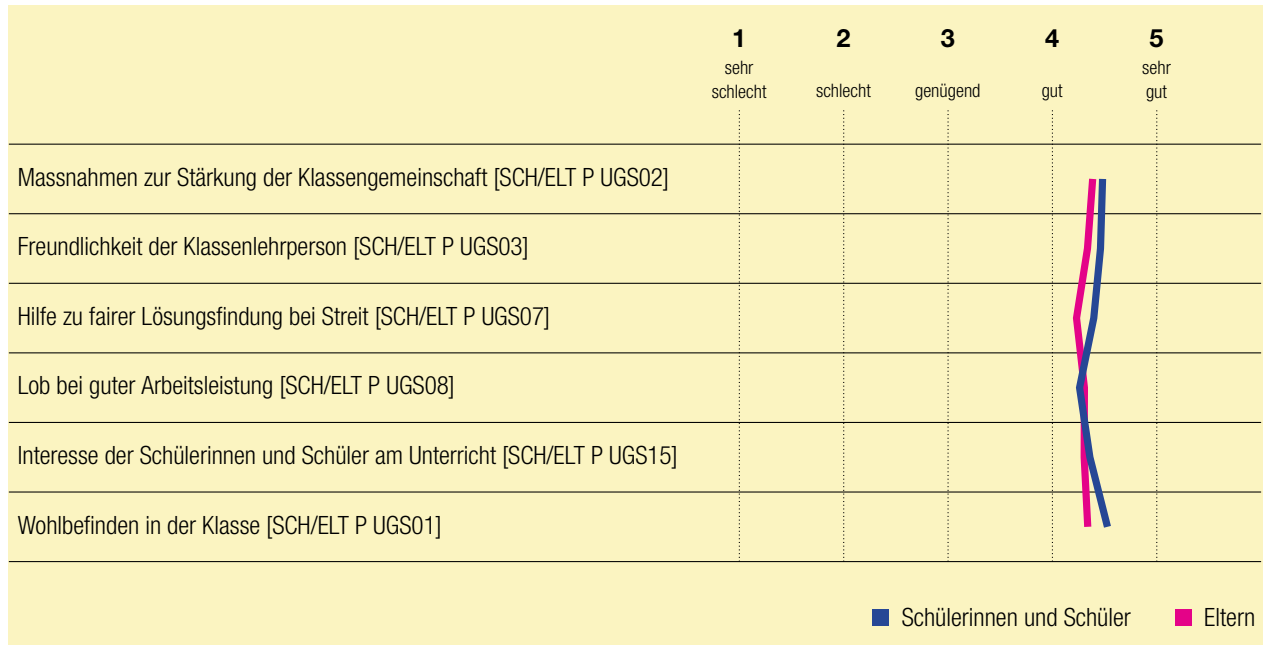 1 2 3 4 5
sehr schlecht schlecht genügend gut sehr gut
Massnahmen zur Stärkung der Klassengemeinschaft [SCH/ELT P UGS02]
Freundlichkeit der Klassenlehrperson [SCH/ELT P UGS03]
Hilfe zu fairer Lösungsfindung bei Streit [SCH/ELT P UGS07]
Lob bei guter Arbeitsleistung [SCH/ELT P UGS08]
Interesse der Schülerinnen und Schüler am Unterricht [SCH/ELT P UGS15]
Wohlbefinden in der Klasse [SCH/ELT P UGS01]
Schülerinnen und Schüler Eltern